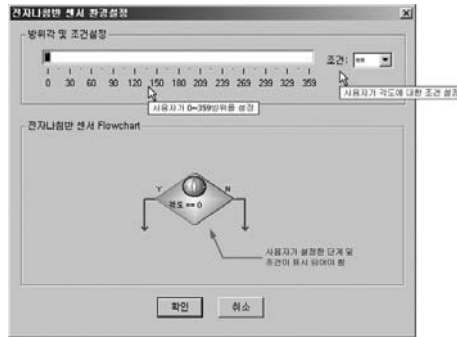 전자나침반 센서 환경설정
방위각 및 조건설정
조건: ==
0 30 60 90 120 150 180 209 239 269 299 329 359
사용자가 0~359방위를 설정
사용자가 각도에 대한 조건 설정
전자나침반 센서 Flowchart
Y N
각도 == 0
사용자가 설정한 단계 및
조건이 표시 되어야 함
확인 취소